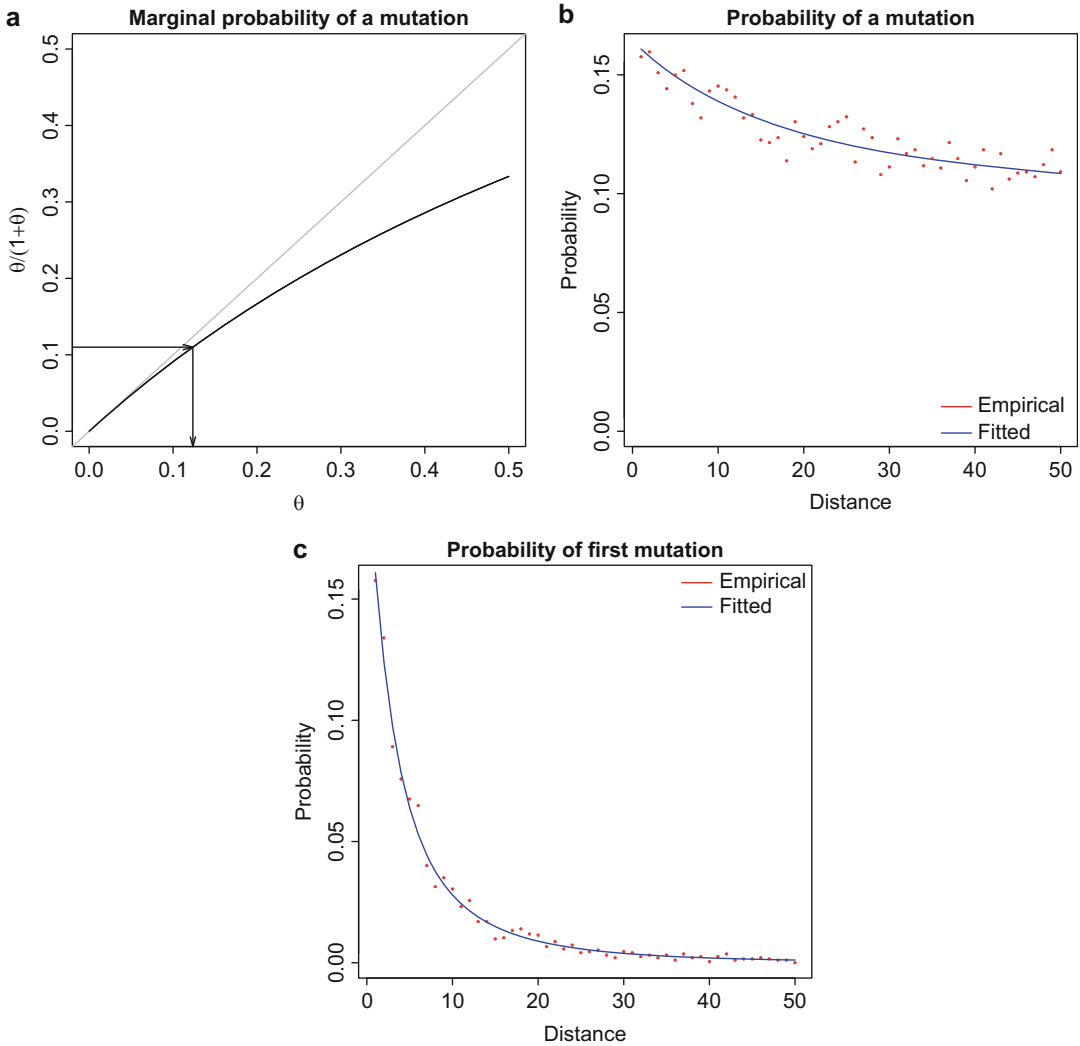 a
Marginal probability of a mutation
θ/(1+θ)
0.5
0.4
0.3
0.2
0.1
0.0
0.0 0.1 0.2 0.3 0.4 0.5
θ
b
Probability of a mutation
Probability
0.15
0.10
0.05
0.00
Empirical
Fitted
0 10 20 30 40 50
Distance
c
Probability of first mutation
Probability
0.15
0.10
0.05
0.00
Empirical
Fitted
0 10 20 30 40 50
Distance